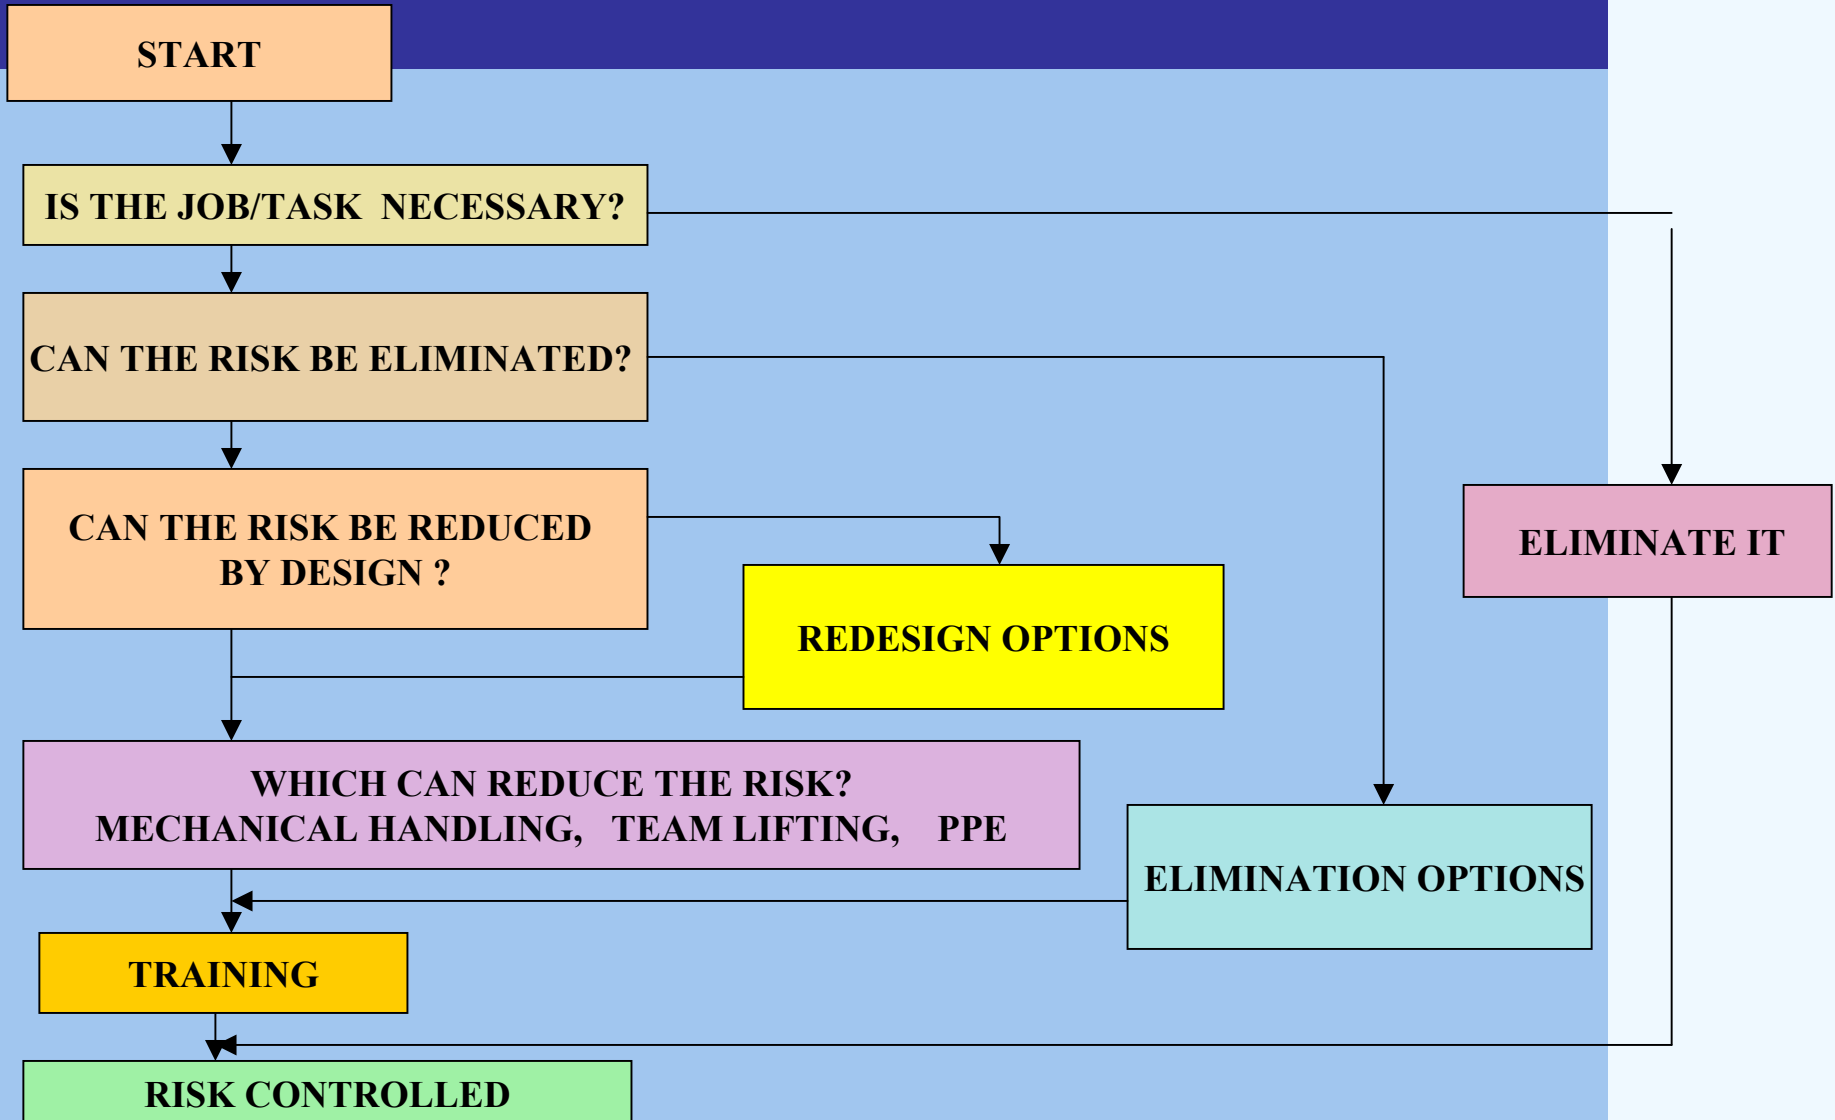 START
IS THE JOB/TASK NECESSARY?
CAN THE RISK BE ELIMINATED?
CAN THE RISK BE REDUCED
BY DESIGN ?
ELIMINATE IT
REDESIGN OPTIONS
WHICH CAN REDUCE THE RISK?
MECHANICAL HANDLING, TEAM LIFTING, PPE
ELIMINATION OPTIONS
TRAINING
RISK CONTROLLED